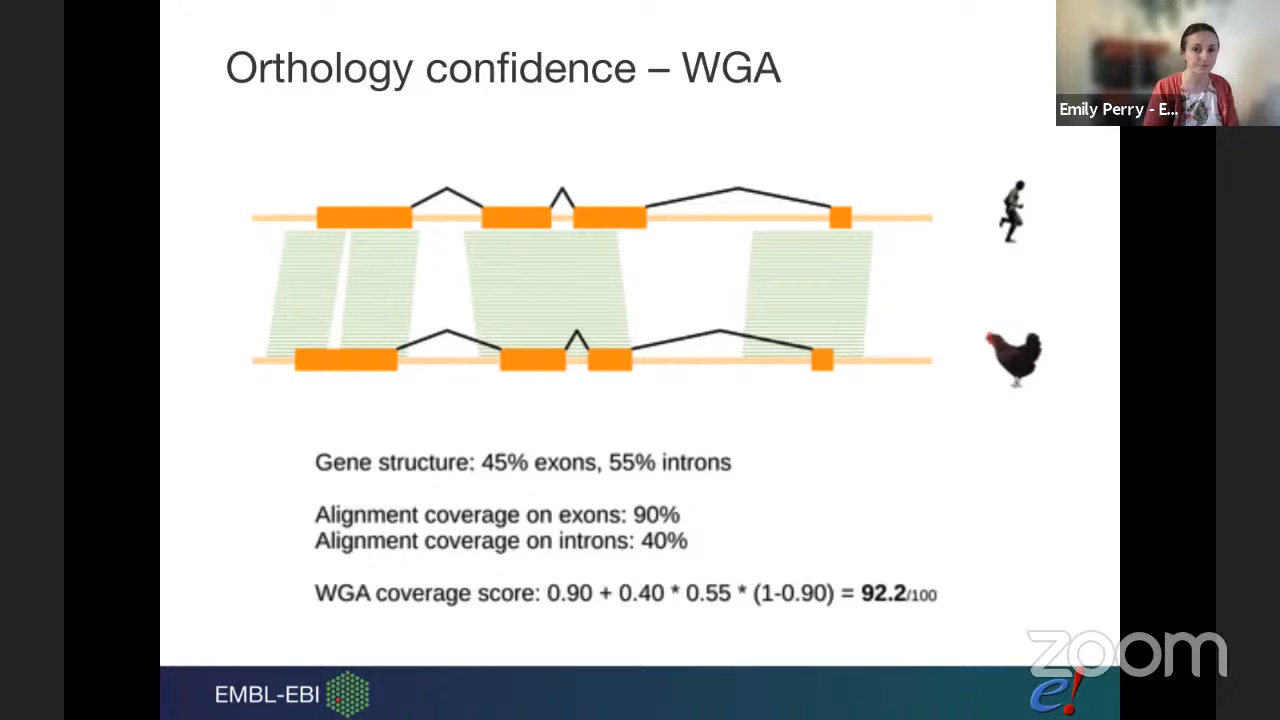 Orthology confidence – WGA
Emily Perry - E...
Gene structure: 45% exons, 55% introns
Alignment coverage on exons: 90%
Alignment coverage on introns: 40%
WGA coverage score: 0.90 + 0.40 * 0.55 * (1-0.90) = 92.2/100
zoom
EMBL-EBI
e!